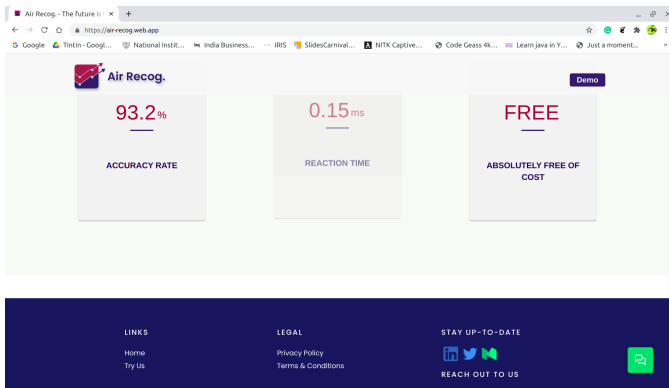 Air Recog. - The future is
https://air-recog.web.app
Google
Tintin - Googl...
National Instit...
India Business...
IRIS
SlidesCarnival...
NITK Captive...
Code Geass 4k...
Learn java in Y...
Just a moment...
»
Air Recog.
Demo
93.2%
0.15 ms
FREE
ACCURACY RATE
REACTION TIME
ABSOLUTELY FREE OF
COST
LINKS
LEGAL
STAY UP-TO-DATE
Home
Privacy Policy
Try Us
Terms & Conditions
REACH OUT TO US